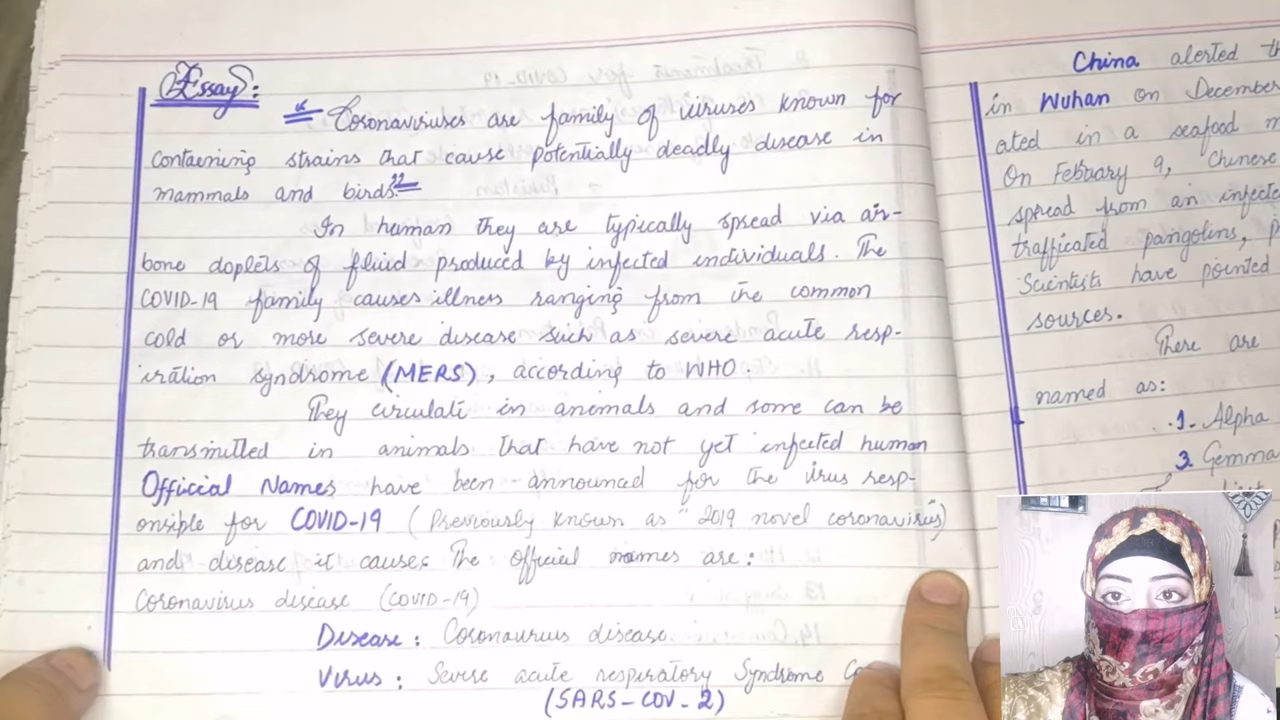 Essay:
" Coronaviruses are family of viruses known for
containing strains that cause potentially deadly disease in
mammals and birds."
In human they are typically spread via air-
bone doplets of fluid produced by infected individuals. The
COVID-19 family causes illness ranging from the common
cold or more severe disease such as severe acute resp-
iration syndrome (MERS), according to WHO.
They circulate in animals and some can be
transmitted in animals that have not yet infected human
Official Names have been announced for the virus resp-
onsible for COVID-19 (Previously known as "2019 novel coronavirus)
and disease it causes. The official names are:
Coronavirus disease (COVID-19)
Disease: Coronavirus disease
Virus: Severe acute respiratory Syndrome Co
(SARS-COV-2)
China alerted th
in Wuhan on December
ated in a seafood m
On February 9, Chinese
spread from an infecte
trafficated pangolins, p
Scientists have pointed
sources.
There are
named as:
1. Alpha
3. Gemma